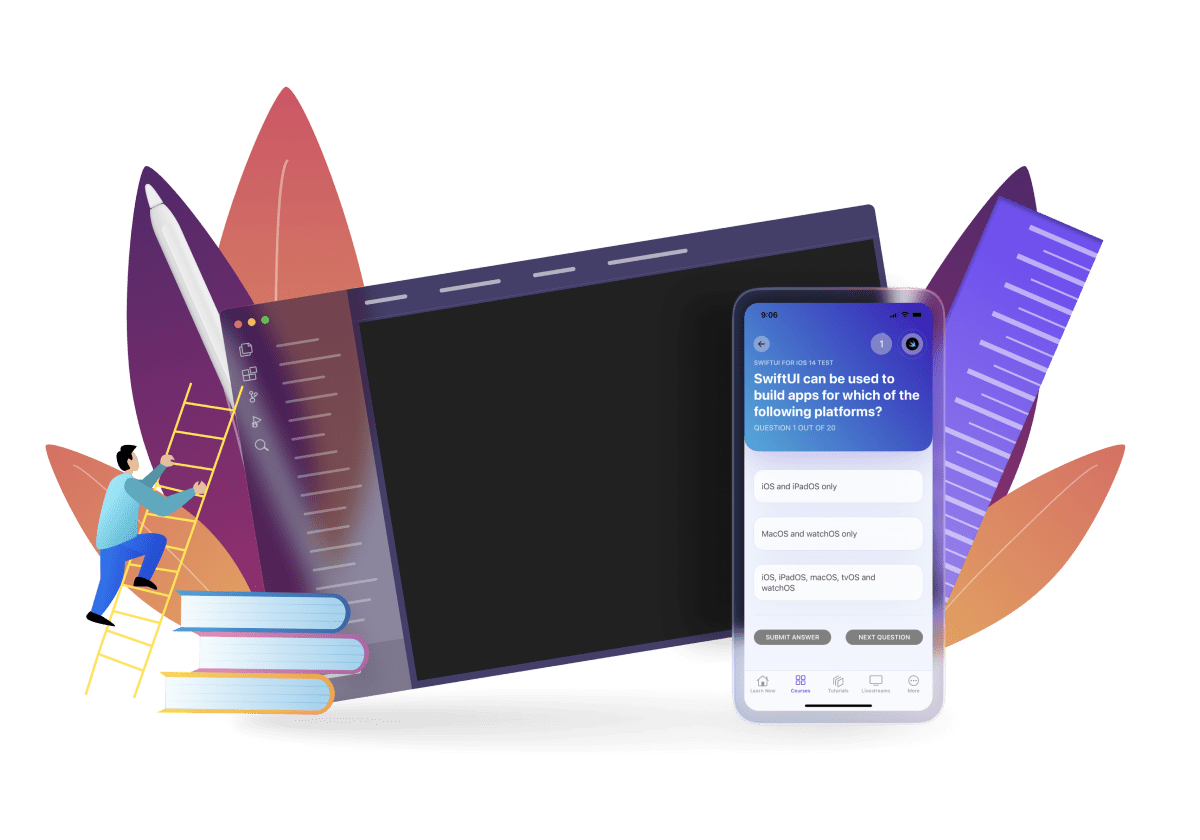 9:06
1
SWIFTUI FOR IOS 14 TEST
SwiftUI can be used to
build apps for which of the
following platforms?
QUESTION 1 OUT OF 20
iOS and iPadOS only
MacOS and watchOS only
iOS, iPadOS, macOS, tvOS and
watchOS
SUBMIT ANSWER NEXT QUESTION
Learn Now Courses Tutorials Livestreams More